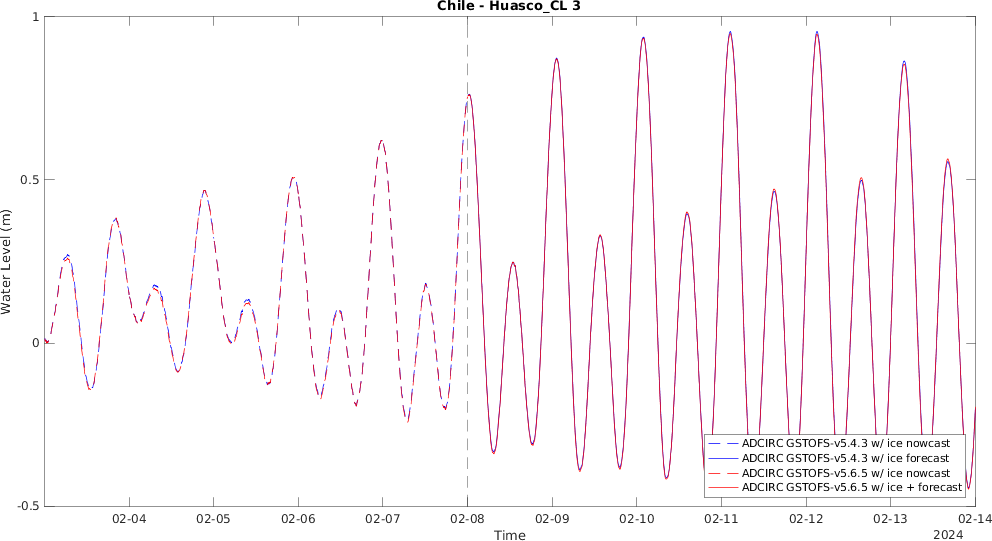 Chile - Huasco_CL 3
1
0.5
0
-0.5
Water Level (m)
ADCIRC GSTOFS-v5.4.3 w/ ice nowcast
ADCIRC GSTOFS-v5.4.3 w/ ice forecast
ADCIRC GSTOFS-v5.6.5 w/ ice nowcast
ADCIRC GSTOFS-v5.6.5 w/ ice + forecast
02-04 02-05 02-06 02-07 02-08 02-09 02-10 02-11 02-12 02-13 02-14
Time
2024